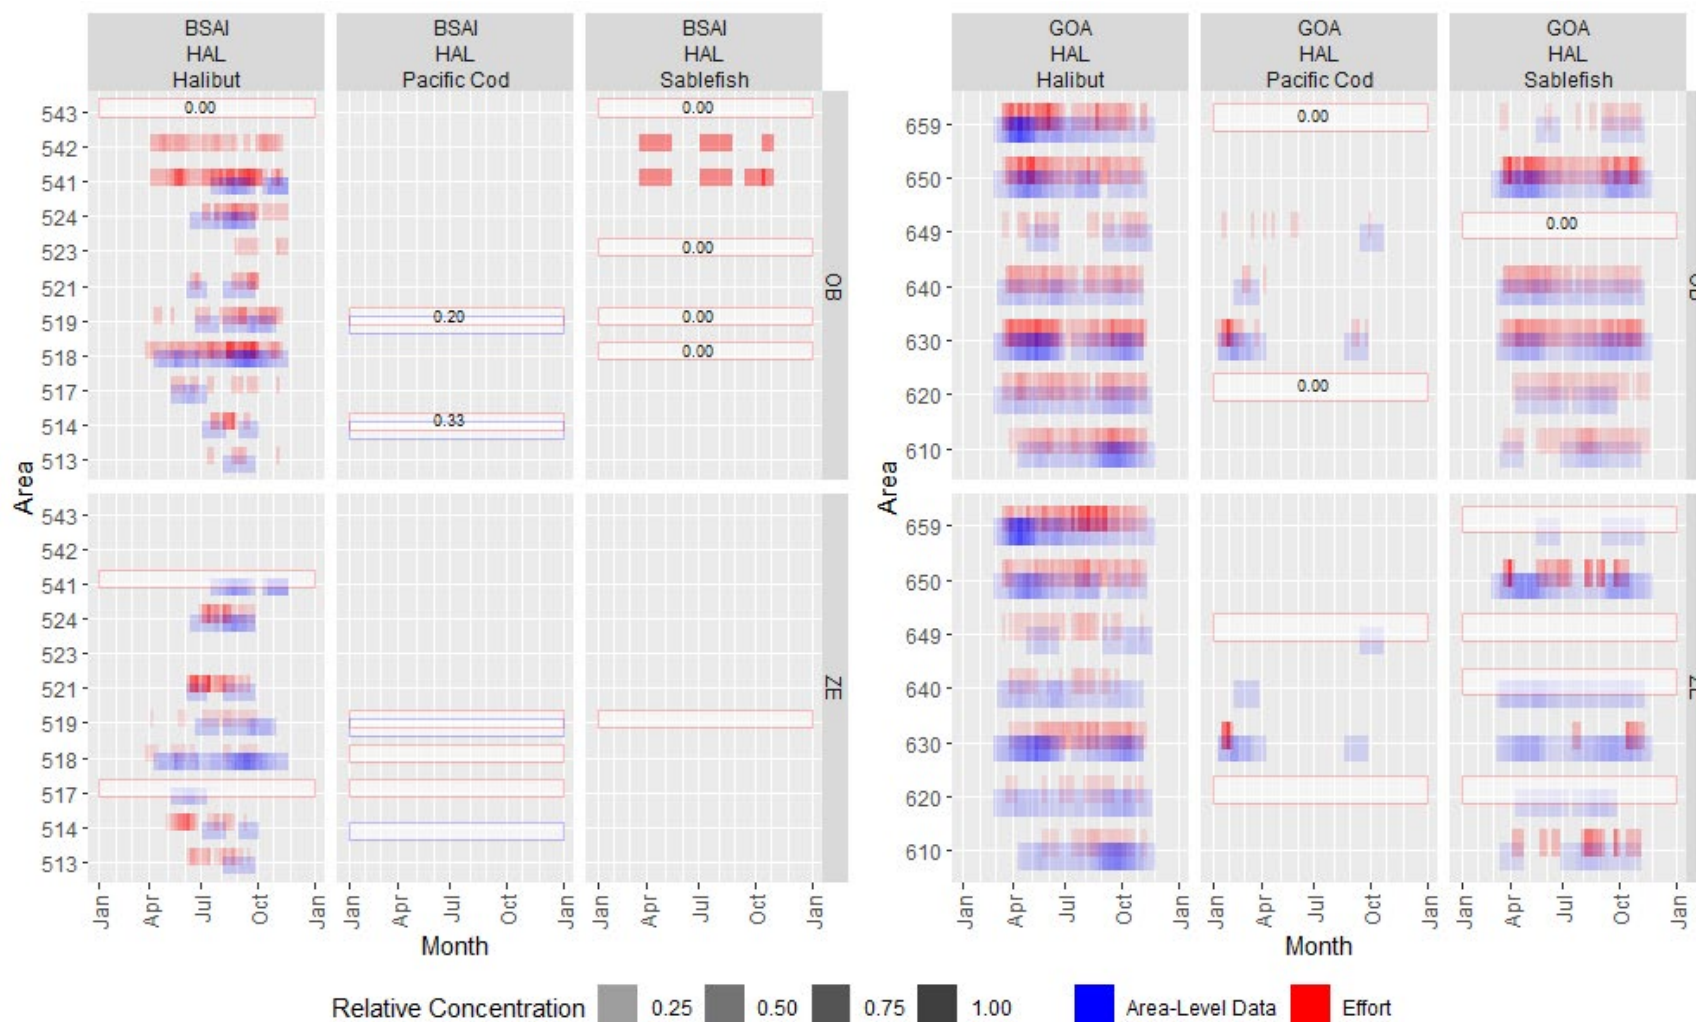 BSAI
HAL
Halibut
BSAI
HAL
Pacific Cod
BSAI
HAL
Sablefish
GOA
HAL
Halibut
GOA
HAL
Pacific Cod
GOA
HAL
Sablefish
Area
543
542
541
524
523
521
519
518
517
514
513
0.00
0.20
0.33
0.00
0.00
0.00
0.00
OB
543
542
541
524
523
521
519
518
517
514
513
ZE
Jan
Apr
Jul
Oct
Jan
Jan
Apr
Jul
Oct
Jan
Jan
Apr
Jul
Oct
Jan
Month
Area
659
650
649
640
630
620
610
0.00
0.00
0.00
659
650
649
640
630
620
610
Jan
Apr
Jul
Oct
Jan
Jan
Apr
Jul
Oct
Jan
Jan
Apr
Jul
Oct
Jan
Month
Relative Concentration 0.25 0.50 0.75 1.00 Area-Level Data Effort